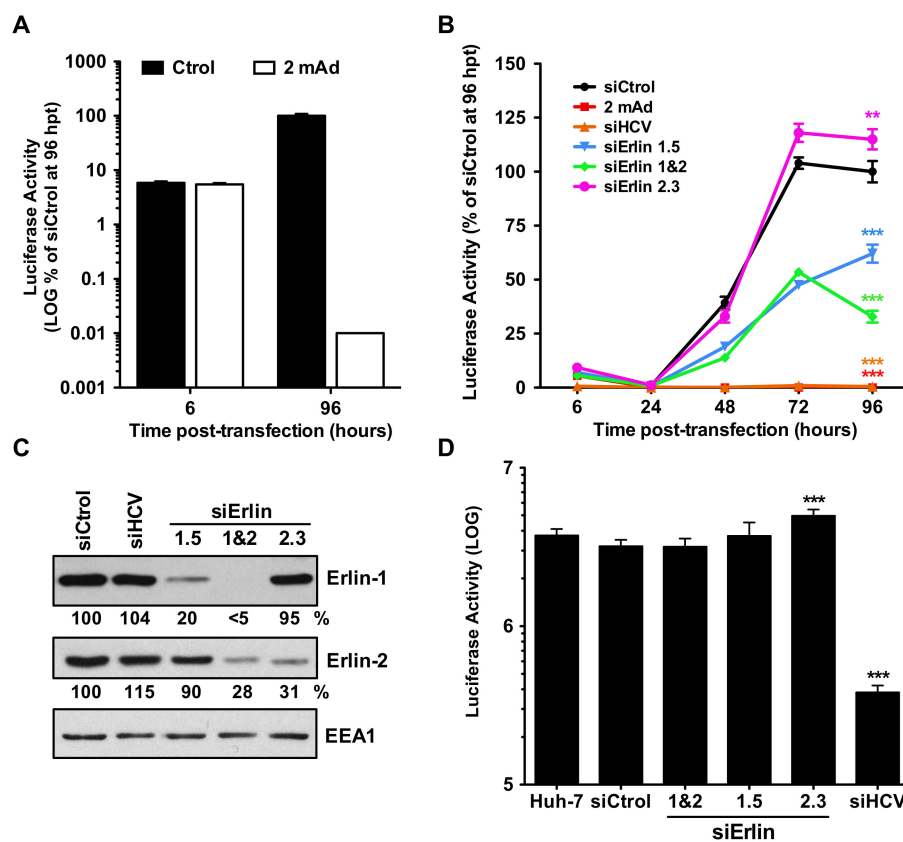 A
Luciferase Activity
(LOG % of siCtrol at 96 hpt)
1000
100
10
1
0.1
0.01
0.001
Ctrol
2 mAd
6
96
Time post-transfection (hours)
B
Luciferase Activity (% of siCtrol at 96 hpt)
150
125
100
75
50
25
0
siCtrol
2 mAd
siHCV
siErlin 1.5
siErlin 1&2
siErlin 2.3
**
***
***
***
***
6
24
48
72
96
Time post-transfection (hours)
C
siCtrol
siHCV
siErlin
1.5
1&2
2.3
Erlin-1
100 104 20 <5 95 %
Erlin-2
100 115 90 28 31 %
EEA1
D
Luciferase Activity (LOG)
7
6
5
***
***
Huh-7 siCtrol 1&2 1.5 2.3 siHCV
siErlin